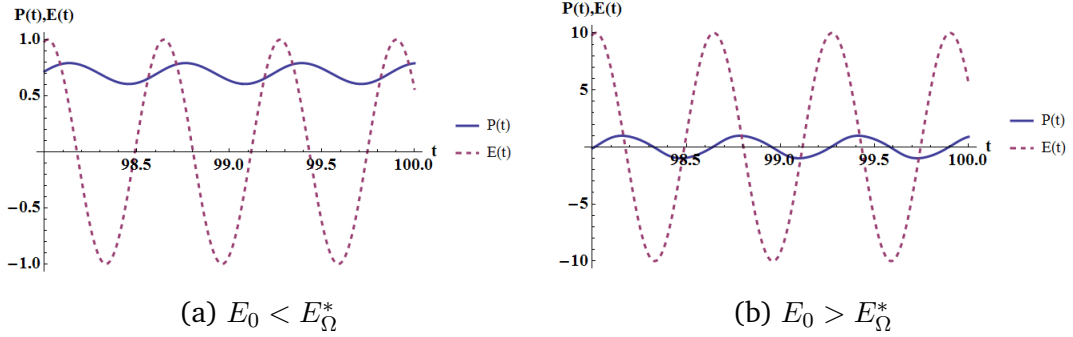 P(t),E(t)
1.0
0.5
−0.5
−1.0
98.5 99.0 99.5 100.0
t
P(t)
E(t)
(a) E₀ < E*_Ω
P(t),E(t)
10
5
−5
−10
98.5 99.0 99.5 100.0
t
P(t)
E(t)
(b) E₀ > E*_Ω